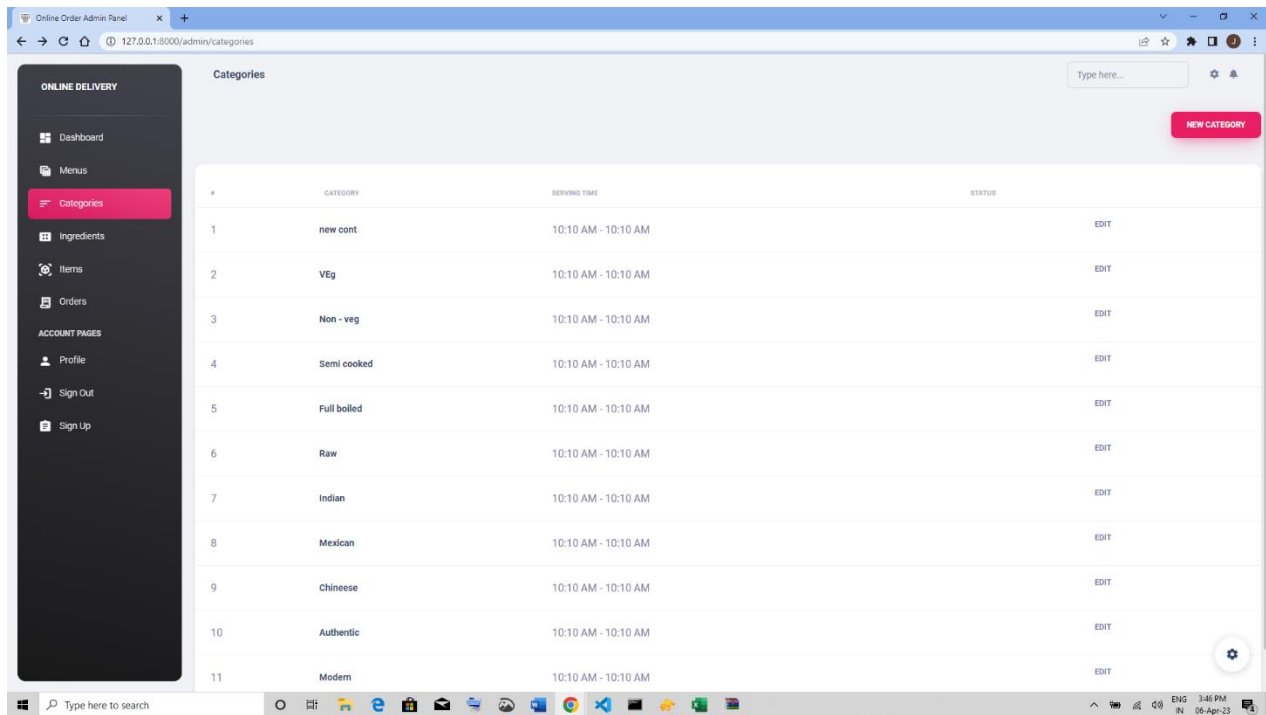 Online Order Admin Panel
127.0.0.1:8000/admin/categories
ONLINE DELIVERY
Dashboard
Menus
Categories
Ingredients
Items
Orders
ACCOUNT PAGES
Profile
Sign Out
Sign Up
Categories
Type here...
NEW CATEGORY
# CATEGORY SERVING TIME STATUS
1 new cont 10:10 AM - 10:10 AM EDIT
2 VEg 10:10 AM - 10:10 AM EDIT
3 Non - veg 10:10 AM - 10:10 AM EDIT
4 Semi cooked 10:10 AM - 10:10 AM EDIT
5 Full boiled 10:10 AM - 10:10 AM EDIT
6 Raw 10:10 AM - 10:10 AM EDIT
7 Indian 10:10 AM - 10:10 AM EDIT
8 Mexican 10:10 AM - 10:10 AM EDIT
9 Chineese 10:10 AM - 10:10 AM EDIT
10 Authentic 10:10 AM - 10:10 AM EDIT
11 Modern 10:10 AM - 10:10 AM EDIT
Type here to search
ENG 3:46 PM
IN 06-Apr-23